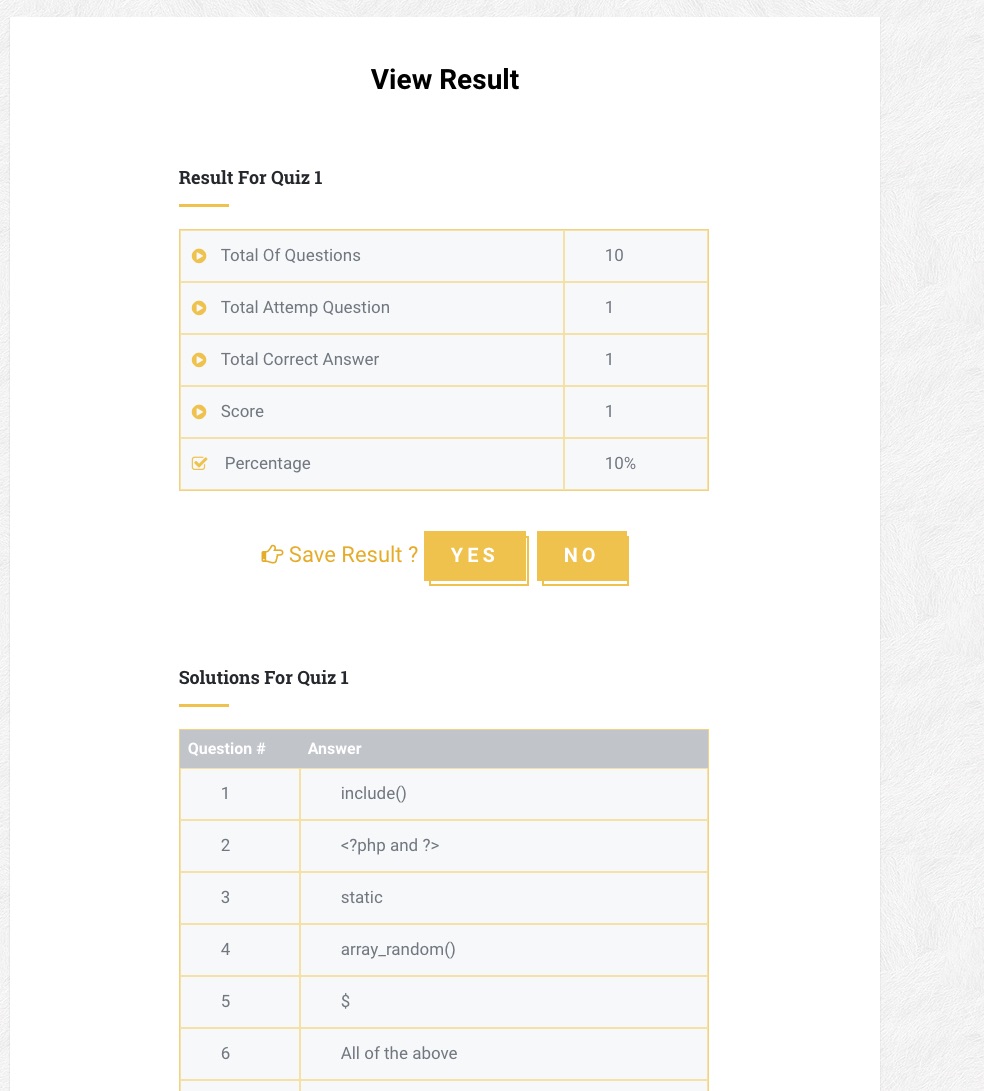 View Result
Result For Quiz 1
Total Of Questions 10
Total Attemp Question 1
Total Correct Answer 1
Score 1
Percentage 10%
Save Result ? YES NO
Solutions For Quiz 1
Question # Answer
1 include()
2 <?php and ?>
3 static
4 array_random()
5 $
6 All of the above